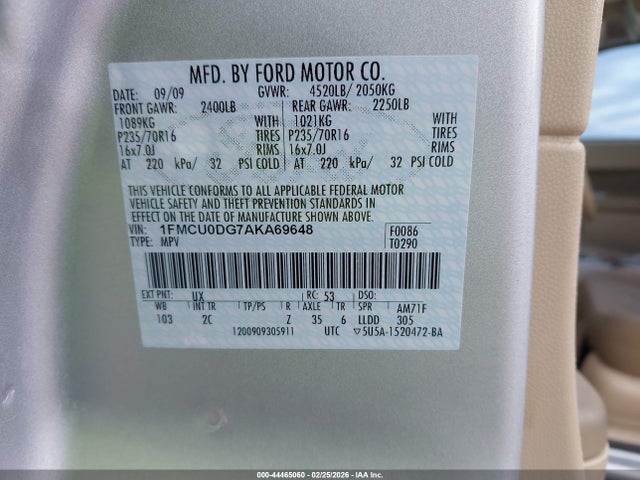 MFD. BY FORD MOTOR CO.
DATE: 09/09 GVWR: 4520LB/ 2050KG
FRONT GAWR: 2400LB REAR GAWR: 2250LB
1089KG WITH 1021KG WITH
P235/70R16 TIRES P235/70R16 TIRES
16x7.0J RIMS 16x7.0J RIMS
AT 220 kPa/ 32 PSI COLD AT 220 kPa/ 32 PSI COLD
THIS VEHICLE CONFORMS TO ALL APPLICABLE FEDERAL MOTOR
VEHICLE SAFETY AND THEFT PREVENTION STANDARDS IN
EFFECT ON THE DATE OF MANUFACTURE SHOWN ABOVE.
VIN: 1FMCU0DG7AKA69648 F0086
TYPE: MPV T0290
EXT PNT: UX RC: 53 DSO:
WB INT TR TP/PS R AXLE TR SPR AM71F
103 2C Z 35 6 LLDD 305
1200909305911 UTC ▽5U5A-1520472-BA
000-44465060 - 02/25/2026 - IAA Inc.